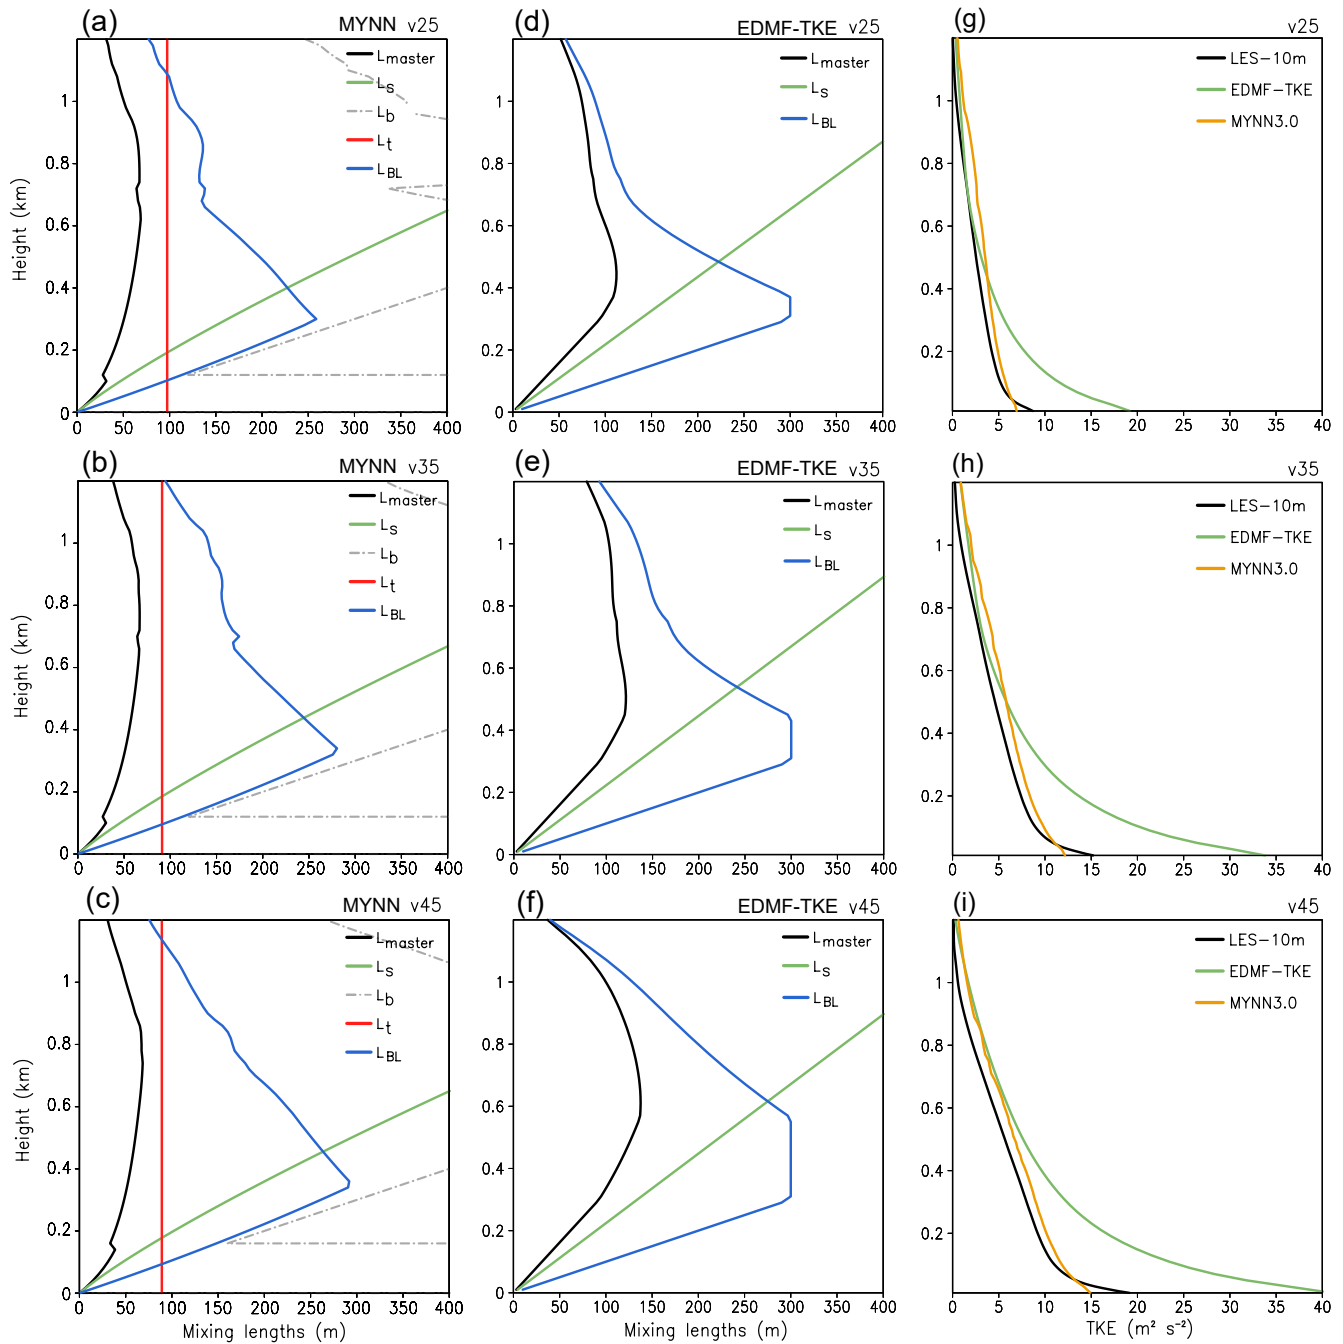 (a) MYNN v25
L_master
L_s
L_b
L_t
L_BL
Height (km)
1
0.8
0.6
0.4
0.2
0
0 50 100 150 200 250 300 350 400
(d) EDMF-TKE v25
L_master
L_s
L_BL
1
0.8
0.6
0.4
0.2
0
0 50 100 150 200 250 300 350 400
(g) v25
LES-10m
EDMF-TKE
MYNN3.0
1
0.8
0.6
0.4
0.2
0 5 10 15 20 25 30 35 40
(b) MYNN v35
L_master
L_s
L_b
L_t
L_BL
Height (km)
1
0.8
0.6
0.4
0.2
0
0 50 100 150 200 250 300 350 400
(e) EDMF-TKE v35
L_master
L_s
L_BL
1
0.8
0.6
0.4
0.2
0
0 50 100 150 200 250 300 350 400
(h) v35
LES-10m
EDMF-TKE
MYNN3.0
1
0.8
0.6
0.4
0.2
0 5 10 15 20 25 30 35 40
(c) MYNN v45
L_master
L_s
L_b
L_t
L_BL
Height (km)
1
0.8
0.6
0.4
0.2
0
0 50 100 150 200 250 300 350 400
Mixing lengths (m)
(f) EDMF-TKE v45
L_master
L_s
L_BL
1
0.8
0.6
0.4
0.2
0
0 50 100 150 200 250 300 350 400
Mixing lengths (m)
(i) v45
LES-10m
EDMF-TKE
MYNN3.0
1
0.8
0.6
0.4
0.2
0 5 10 15 20 25 30 35 40
TKE (m² s⁻²)